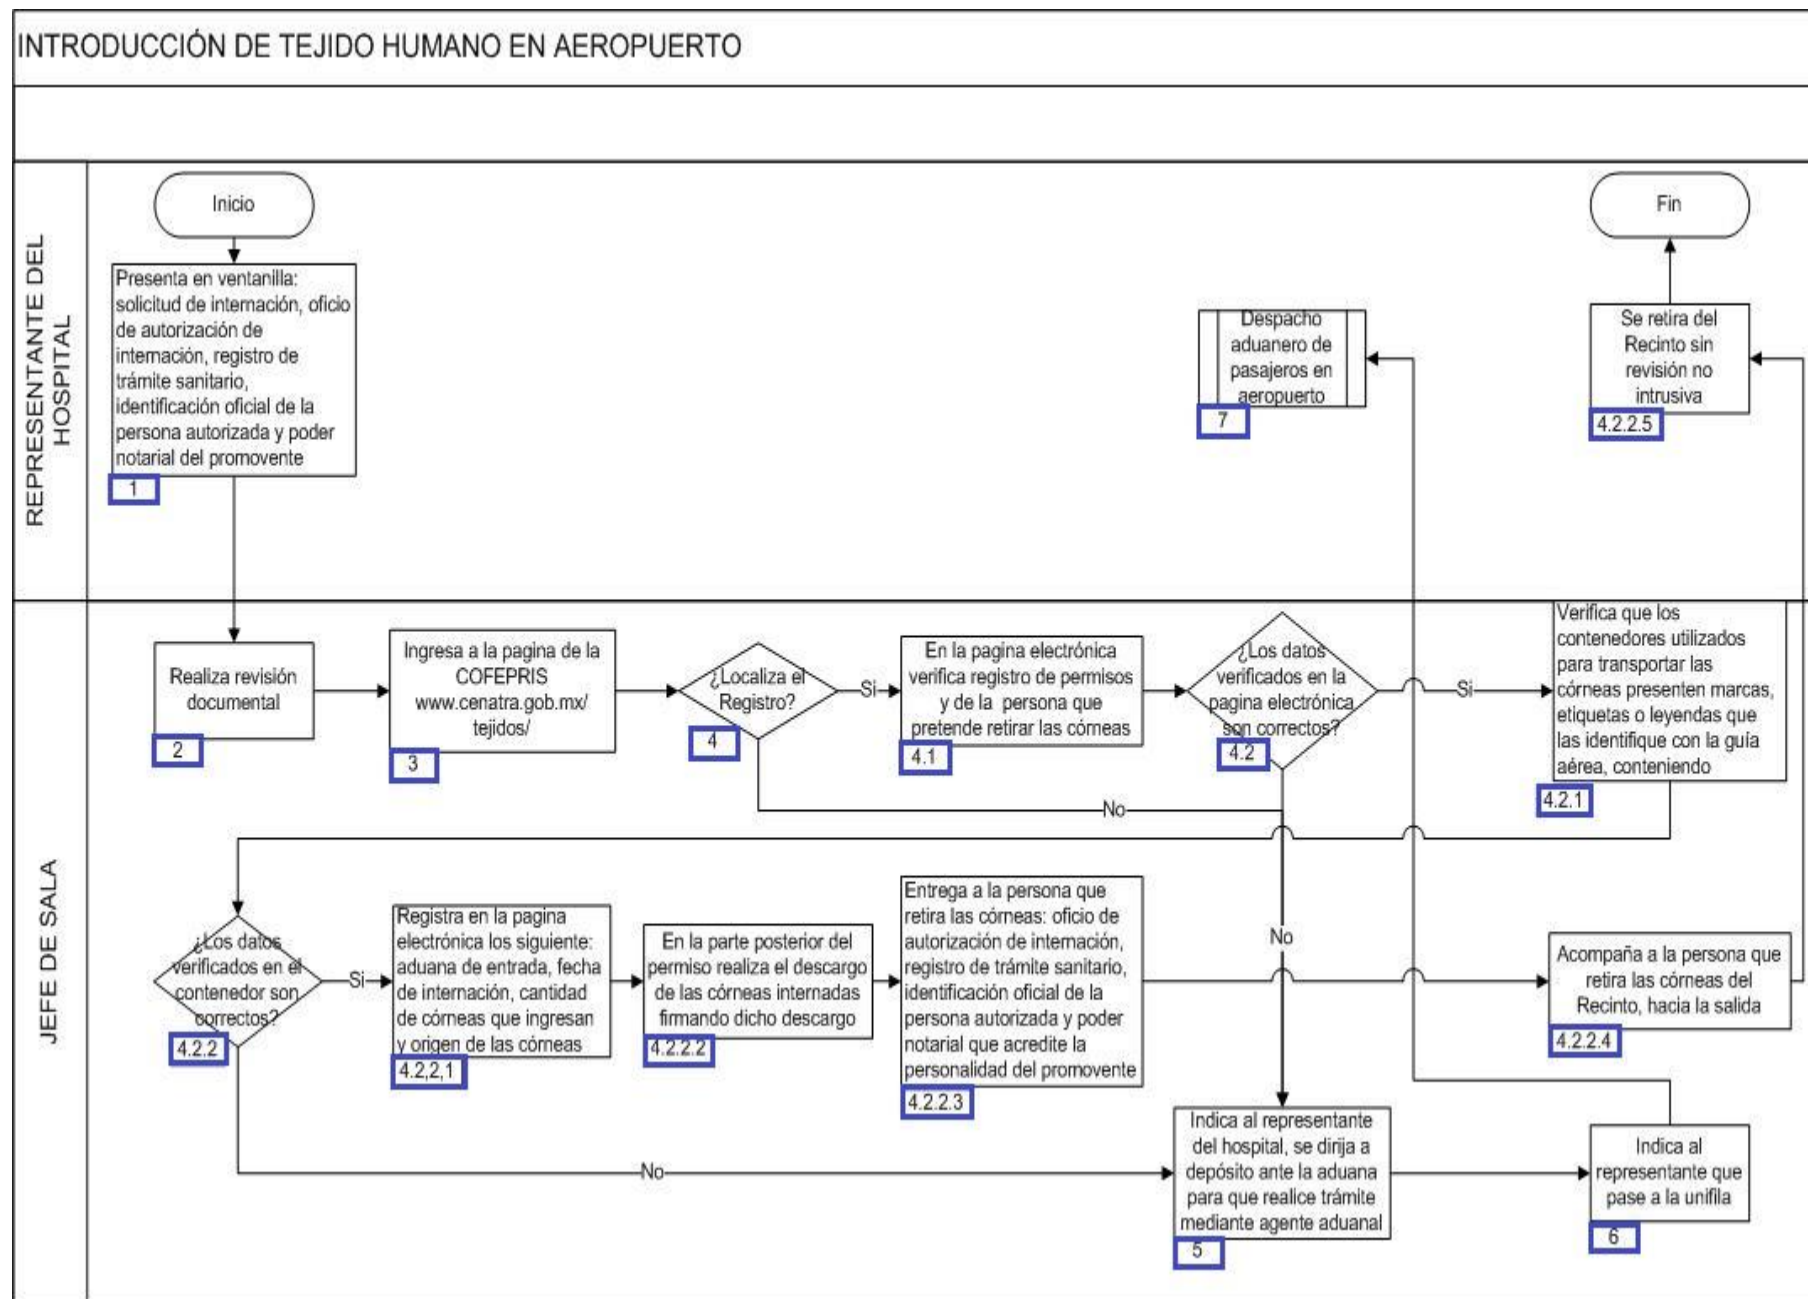 INTRODUCCIÓN DE TEJIDO HUMANO EN AEROPUERTO
REPRESENTANTE DEL
HOSPITAL
Inicio
Presenta en ventanilla:
solicitud de internación, oficio
de autorización de
internación, registro de
trámite sanitario,
identificación oficial de la
persona autorizada y poder
notarial del promovente
1
Despacho
aduanero de
pasajeros en
aeropuerto
7
Fin
Se retira del
Recinto sin
revisión no
intrusiva
4.2.2.5
JEFE DE SALA
Realiza revisión
documental
2
Ingresa a la pagina de la
COFEPRIS
www.cenatra.gob.mx/
tejidos/
3
¿Localiza el
Registro?
4
Si
En la pagina electrónica
verifica registro de permisos
y de la persona que
pretende retirar las córneas
4.1
¿Los datos
verificados en la
pagina electrónica
son correctos?
4.2
Si
Verifica que los
contenedores utilizados
para transportar las
córneas presenten marcas,
etiquetas o leyendas que
las identifique con la guía
aérea, conteniendo
4.2.1
No
¿Los datos
verificados en el
contenedor son
correctos?
4.2.2
Si
Registra en la pagina
electrónica los siguiente:
aduana de entrada, fecha
de internación, cantidad
de córneas que ingresan
y origen de las córneas
4.2,2,1
En la parte posterior del
permiso realiza el descargo
de las córneas internadas
firmando dicho descargo
4.2.2.2
Entrega a la persona que
retira las córneas: oficio de
autorización de internación,
registro de trámite sanitario,
identificación oficial de la
persona autorizada y poder
notarial que acredite la
personalidad del promovente
4.2.2.3
No
Acompaña a la persona que
retira las córneas del
Recinto, hacia la salida
4.2.2.4
No
Indica al representante
del hospital, se dirija a
depósito ante la aduana
para que realice trámite
mediante agente aduanal
5
Indica al
representante que
pase a la unifila
6